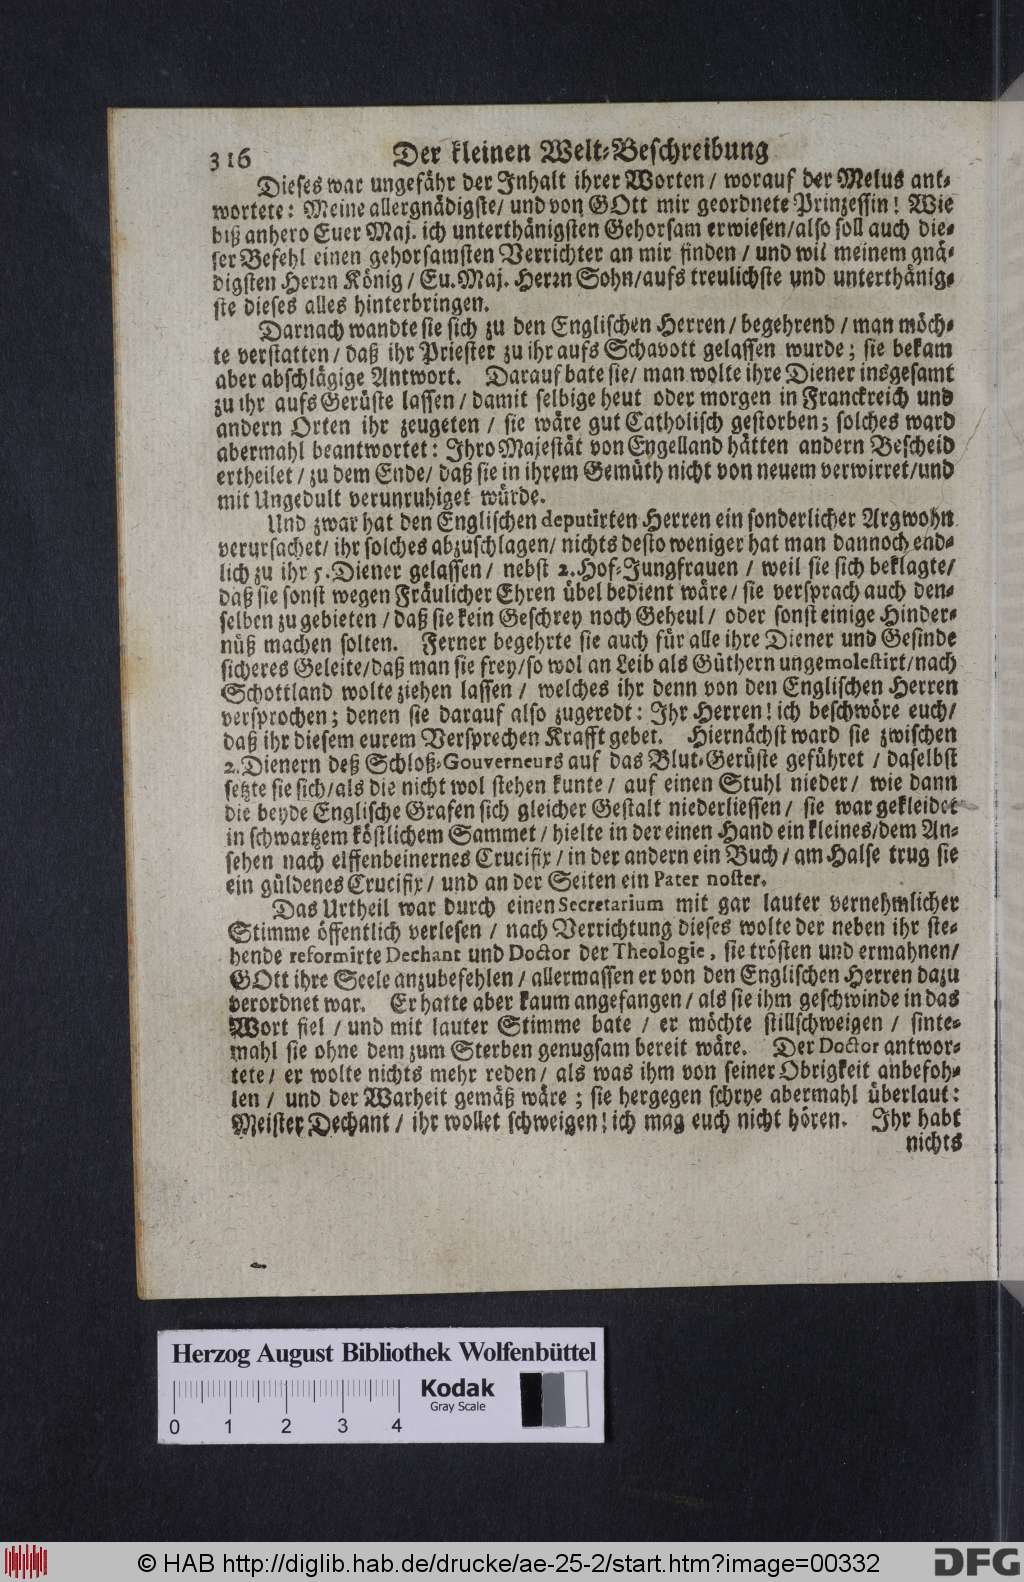 316 Der kleinen Welt-Beschreibung
Dieses war ungefähr der Inhalt ihrer Worten / worauf der Melus ant-
wortete: Meine allergnädigste/ und von GOtt mir geordnete Prinzessin! Wie
biß anhero Euer Maj. ich unterthänigsten Gehorsam erwiesen/also soll auch die-
ser Befehl einen gehorsamsten Verrichter an mir finden / und wil meinem gnä-
digsten Herrn König / Eu. Maj. Herrn Sohn/aufs treulichste und unterthänig-
ste dieses alles hinterbringen.
Darnach wandte sie sich zu den Englischen Herren / begehrend / man möch-
te verstatten / daß ihr Priester zu ihr aufs Schavott gelassen wurde; sie bekam
aber abschlägige Antwort. Darauf bate sie/ man wolte ihre Diener insgesamt
zu ihr aufs Gerüste lassen / damit selbige heut oder morgen in Franckreich und
andern Orten ihr zeugeten / sie wäre gut Catholisch gestorben; solches ward
abermahl beantwortet: Ihro Majestät von Engelland hätten andern Bescheid
ertheilet / zu dem Ende/ daß sie in ihrem Gemüth nicht von neuem verwirret/und
mit Ungedult verunruhiget würde.
Und zwar hat den Englischen deputirten Herren ein sonderlicher Argwohn
verursachet/ ihr solches abzuschlagen/ nichts desto weniger hat man dannoch end-
lich zu ihr 5. Diener gelassen / nebst 2. Hof-Jungfrauen / weil sie sich beklagte/
daß sie sonst wegen Fräulicher Ehren übel bedient wäre / sie versprach auch den-
selben zu gebieten / daß sie kein Geschrey noch Geheul / oder sonst einige Hinder-
nüß machen solten. Ferner begehrte sie auch für alle ihre Diener und Gesinde
sicheres Geleite/daß man sie frey/so wol an Leib als Güthern ungemolestirt/nach
Schottland wolte ziehen lassen / welches ihr denn von den Englischen Herren
versprochen; denen sie darauf also zugeredt: Ihr Herren! ich beschwöre euch/
daß ihr diesem eurem Versprechen Krafft gebet. Hiernächst ward sie zwischen
2. Dienern deß Schloß-Gouverneurs auf das Blut-Gerüste geführet / daselbst
setzte sie sich/als die nicht wol stehen kunte / auf einen Stuhl nieder / wie dann
die beyde Englische Grafen sich gleicher Gestalt niederliessen / sie war gekleidet
in schwartzem köstlichem Sammet / hielte in der einen Hand ein kleines/dem An-
sehen nach elffenbeinernes Crucifix / in der andern ein Buch / am Halse trug sie
ein güldenes Crucifix / und an der Seiten ein Pater noster.
Das Urtheil war durch einen Secretarium mit gar lauter vernehmlicher
Stimme öffentlich verlesen / nach Verrichtung dieses wolte der neben ihr ste-
hende reformirte Dechant und Doctor der Theologie, sie trösten und ermahnen/
GOtt ihre Seele anzubefehlen / allermassen er von den Englischen Herren dazu
verordnet war. Er hatte aber kaum angefangen / als sie ihm geschwinde in das
Wort fiel / und mit lauter Stimme bate / er möchte stillschweigen / sinte-
mahl sie ohne dem zum Sterben genugsam bereit wäre. Der Doctor antwor-
tete / er wolte nichts mehr reden / als was ihm von seiner Obrigkeit anbefoh-
len / und der Warheit gemäß wäre ; sie hergegen schrye abermahl überlaut:
Meister Dechant / ihr wollet schweigen! ich mag euch nicht hören. Ihr habt
nichts
Herzog August Bibliothek Wolfenbüttel
Kodak
Gray Scale
0 1 2 3 4
© HAB http://diglib.hab.de/drucke/ae-25-2/start.htm?image=00332
DFG